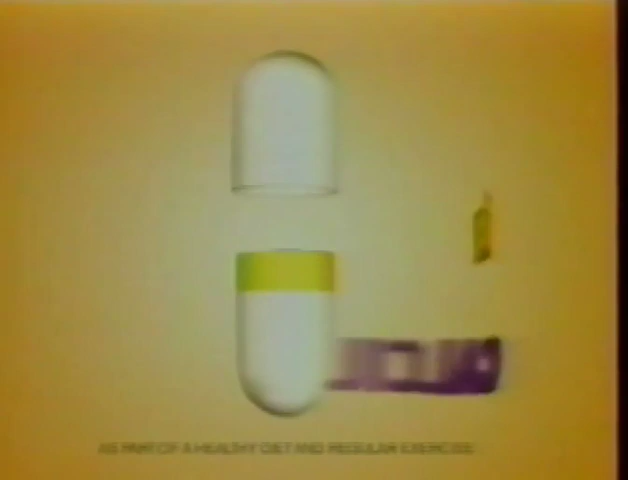 AS PART OF A HEALTHY DIET AND REGULAR EXERCISE